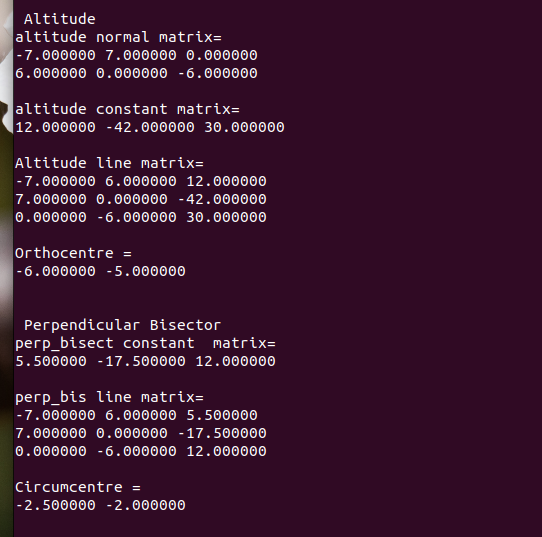 Altitude
altitude normal matrix=
-7.000000 7.000000 0.000000
6.000000 0.000000 -6.000000
altitude constant matrix=
12.000000 -42.000000 30.000000
Altitude line matrix=
-7.000000 6.000000 12.000000
7.000000 0.000000 -42.000000
0.000000 -6.000000 30.000000
Orthocentre =
-6.000000 -5.000000
Perpendicular Bisector
perp_bisect constant  matrix=
5.500000 -17.500000 12.000000
perp_bis line matrix=
-7.000000 6.000000 5.500000
7.000000 0.000000 -17.500000
0.000000 -6.000000 12.000000
Circumcentre =
-2.500000 -2.000000